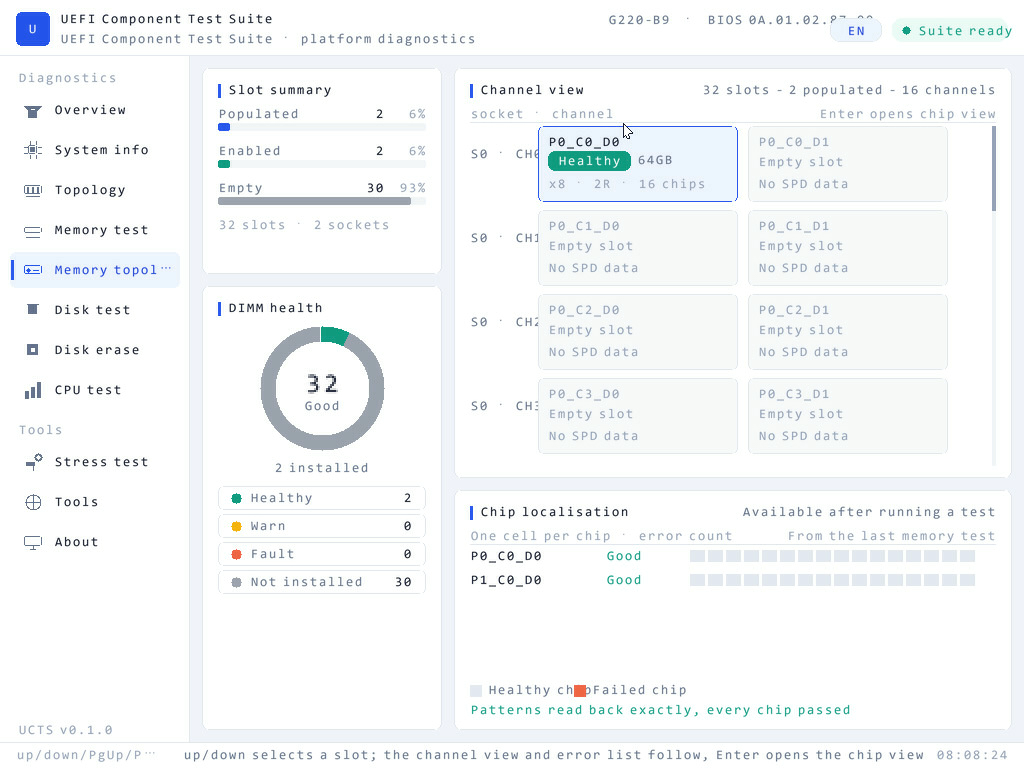 U
UEFI Component Test Suite
UEFI Component Test Suite · platform diagnostics
G220-B9 · BIOS 0A.01.02.
EN
Suite ready
Diagnostics
Overview
System info
Topology
Memory test
Memory topol...
Disk test
Disk erase
CPU test
Tools
Stress test
Tools
About
UCTS v0.1.0
Slot summary
Populated 2 6%
Enabled 2 6%
Empty 30 93%
32 slots · 2 sockets
DIMM health
32
Good
2 installed
Healthy 2
Warn 0
Fault 0
Not installed 30
Channel view 32 slots - 2 populated - 16 channels
socket · channel Enter opens chip view
S0 · CH0
P0_C0_D0
Healthy 64GB
x8 · 2R · 16 chips
P0_C0_D1
Empty slot
No SPD data
S0 · CH1
P0_C1_D0
Empty slot
No SPD data
P0_C1_D1
Empty slot
No SPD data
S0 · CH2
P0_C2_D0
Empty slot
No SPD data
P0_C2_D1
Empty slot
No SPD data
S0 · CH3
P0_C3_D0
Empty slot
No SPD data
P0_C3_D1
Empty slot
No SPD data
Chip localisation Available after running a test
One cell per chip · error count From the last memory test
P0_C0_D0 Good
P1_C0_D0 Good
Healthy ch Failed chip
Patterns read back exactly, every chip passed
up/down/PgUp/P... up/down selects a slot; the channel view and error list follow, Enter opens the chip view 08:08:24